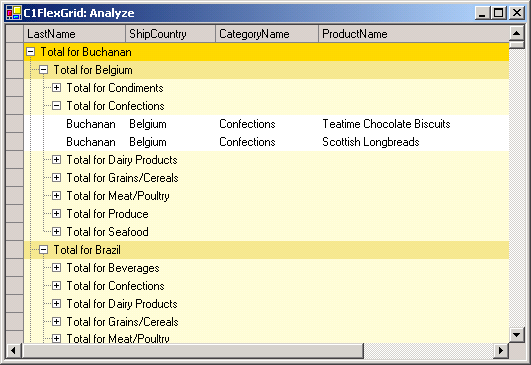 C1FlexGrid: Analyze
LastName ShipCountry CategoryName ProductName
Total for Buchanan
Total for Belgium
Total for Condiments
Total for Confections
Buchanan Belgium Confections Teatime Chocolate Biscuits
Buchanan Belgium Confections Scottish Longbreads
Total for Dairy Products
Total for Grains/Cereals
Total for Meat/Poultry
Total for Produce
Total for Seafood
Total for Brazil
Total for Beverages
Total for Confections
Total for Dairy Products
Total for Grains/Cereals
Total for Meat/Poultry